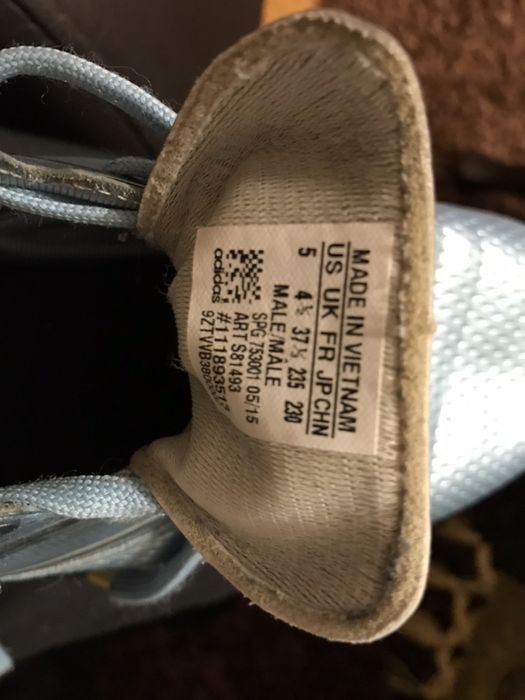 MADE IN VIETNAM
US UK FR JP CHN
5 4½ 37⅓ 235 230
MALE/MALE
SPG 753001 05/15
ART S81493
adidas